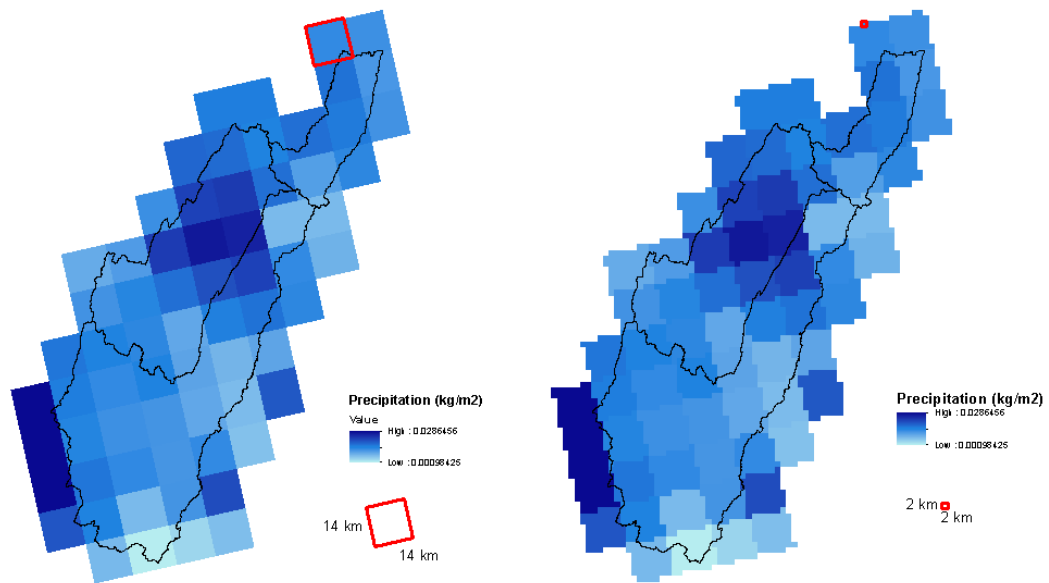 Precipitation (kg/m2)
Value
High : 0.0286456
Low : 0.00098425
14 km
14 km
Precipitation (kg/m2)
High : 0.0286456
Low : 0.00098425
2 km
2 km